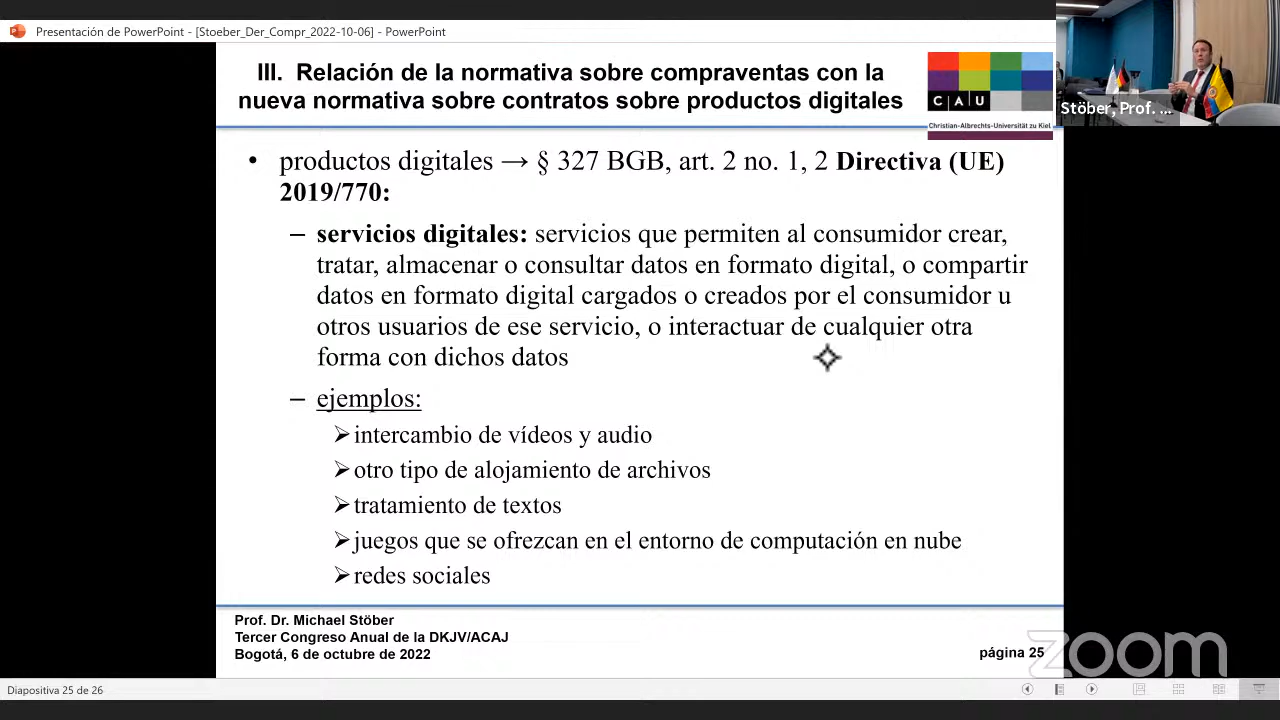 Presentación de PowerPoint - [Stoeber_Der_Compr_2022-10-06] - PowerPoint
III. Relación de la normativa sobre compraventas con la
nueva normativa sobre contratos sobre productos digitales
C A U
Christian-Albrechts-Universität zu Kiel
Stöber, Prof. ...
• productos digitales → § 327 BGB, art. 2 no. 1, 2 Directiva (UE)
2019/770:
– servicios digitales: servicios que permiten al consumidor crear,
tratar, almacenar o consultar datos en formato digital, o compartir
datos en formato digital cargados o creados por el consumidor u
otros usuarios de ese servicio, o interactuar de cualquier otra
forma con dichos datos
– ejemplos:
➢intercambio de vídeos y audio
➢otro tipo de alojamiento de archivos
➢tratamiento de textos
➢juegos que se ofrezcan en el entorno de computación en nube
➢redes sociales
Prof. Dr. Michael Stöber
Tercer Congreso Anual de la DKJV/ACAJ
Bogotá, 6 de octubre de 2022
página 25
zoom
Diapositiva 25 de 26